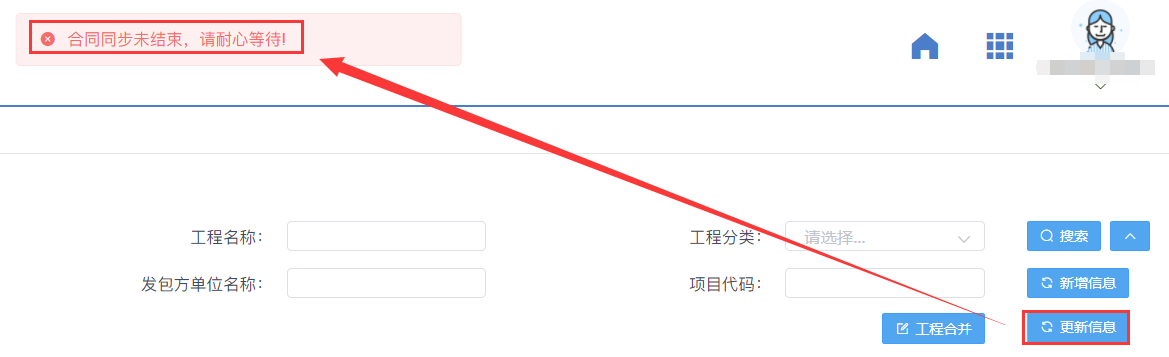 合同同步未结束，请耐心等待!
工程名称：
工程分类：
请选择...
搜索
发包方单位名称：
项目代码：
新增信息
工程合并
更新信息